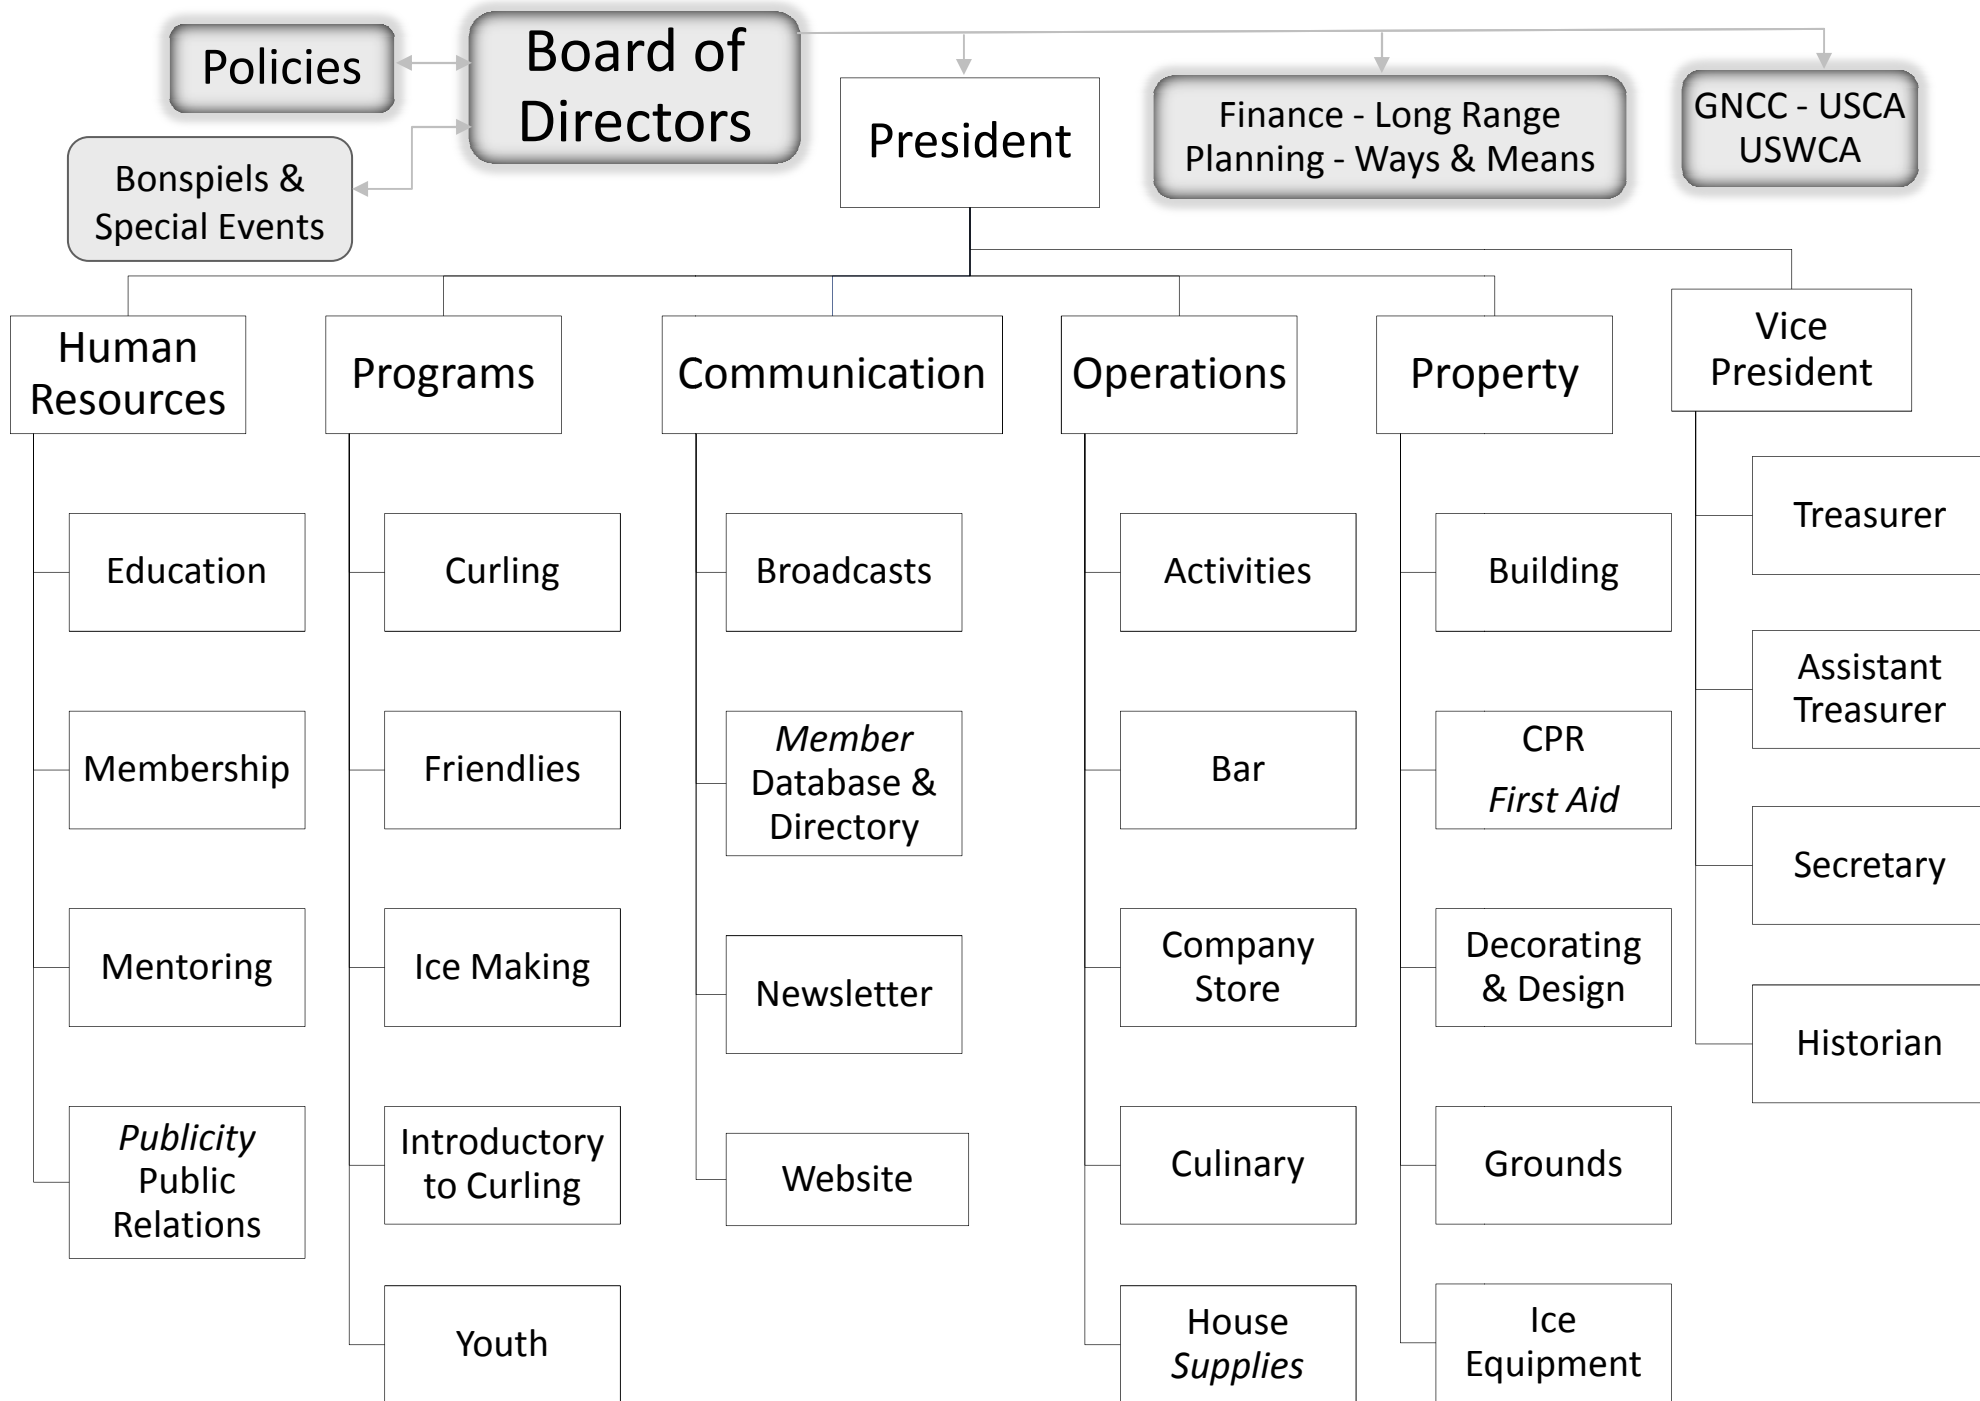 Policies
Board of
Directors
Bonspiels &
Special Events
President
Finance - Long Range
Planning - Ways & Means
GNCC - USCA
USWCA
Human
Resources
Education
Membership
Mentoring
Publicity
Public
Relations
Programs
Curling
Friendlies
Ice Making
Introductory
to Curling
Youth
Communication
Broadcasts
Member
Database &
Directory
Newsletter
Website
Operations
Activities
Bar
Company
Store
Culinary
House
Supplies
Property
Building
CPR
First Aid
Decorating
& Design
Grounds
Ice
Equipment
Vice
President
Treasurer
Assistant
Treasurer
Secretary
Historian